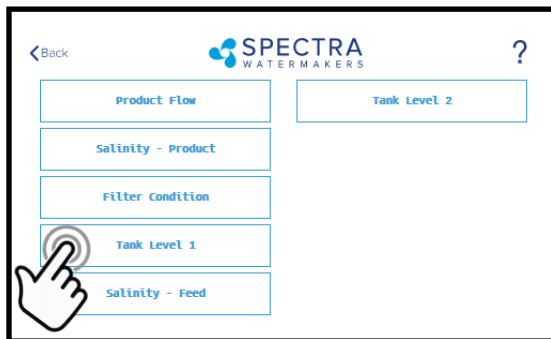 Back
SPECTRA
WATERMAKERS
?
Product Flow
Tank Level 2
Salinity - Product
Filter Condition
Tank Level 1
Salinity - Feed